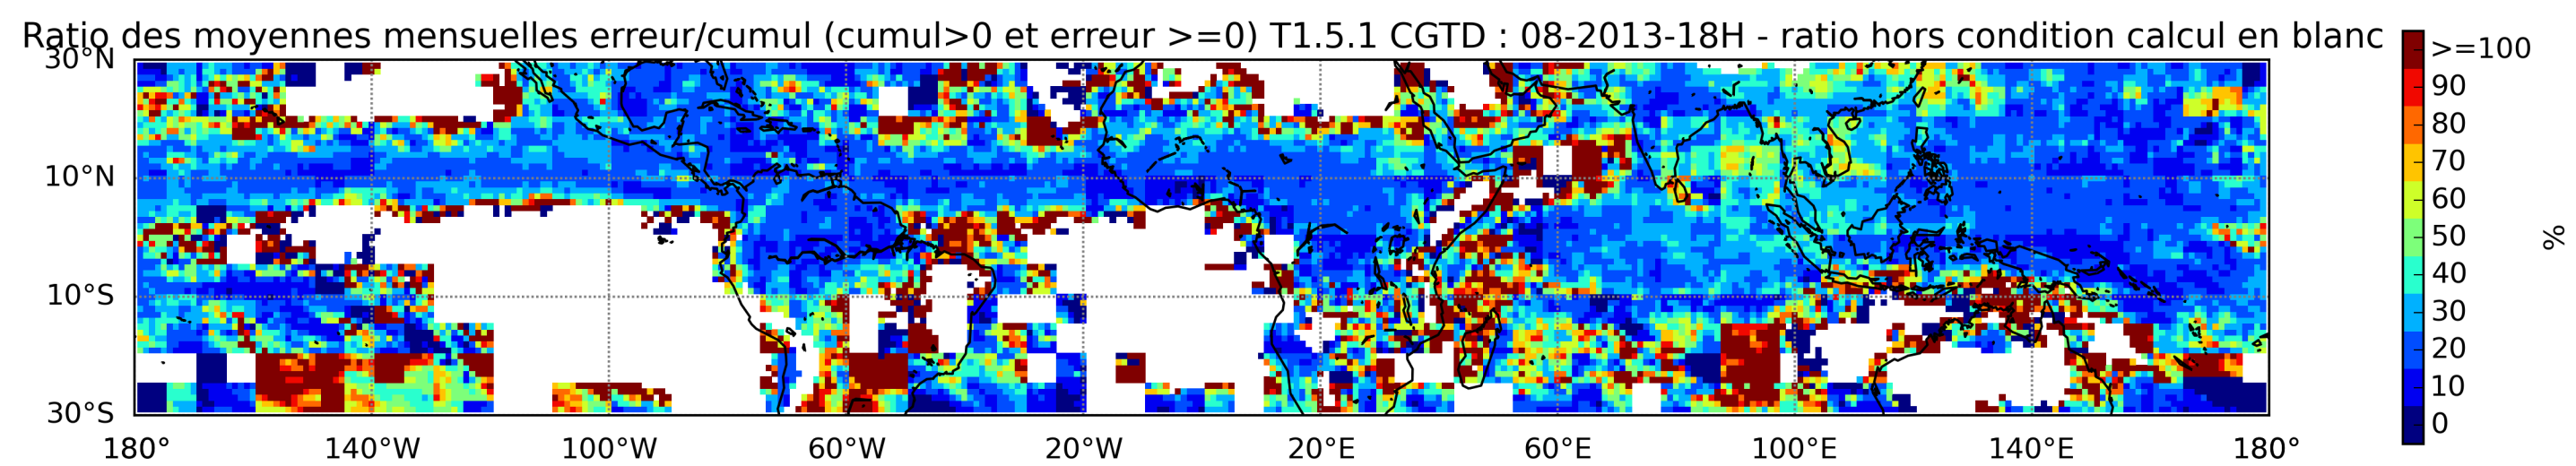 Ratio des moyennes mensuelles erreur/cumul (cumul>0 et erreur >=0) T1.5.1 CGTD : 08-2013-18H - ratio hors condition calcul en blanc
30°N
10°N
10°S
30°S
180° 140°W 100°W 60°W 20°W 20°E 60°E 100°E 140°E 180°
>=100
90
80
70
60
50
40
30
20
10
0
%